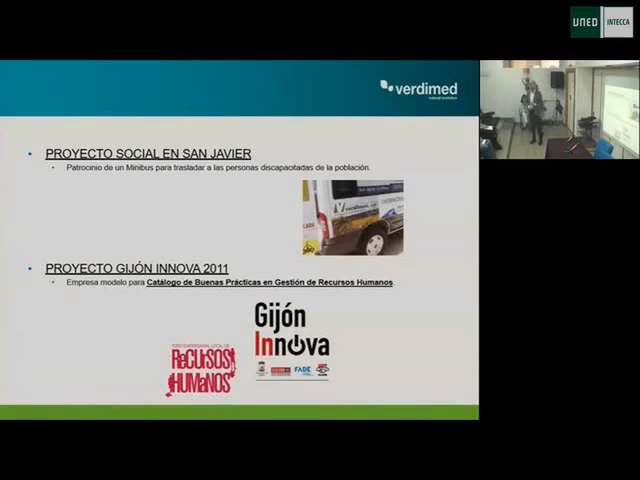 UNED
INTECCA
verdimed
PROYECTO SOCIAL EN SAN JAVIER
Patrocinio de un Minibus para trasladar a las personas discapacitadas de la población.
verdimed
PROYECTO GIJÓN INNOVA 2011
Empresa modelo para Catálogo de Buenas Prácticas en Gestión de Recursos Humanos.
Gijón
Innova
ReCURSOS
HUMaNOS
FADE